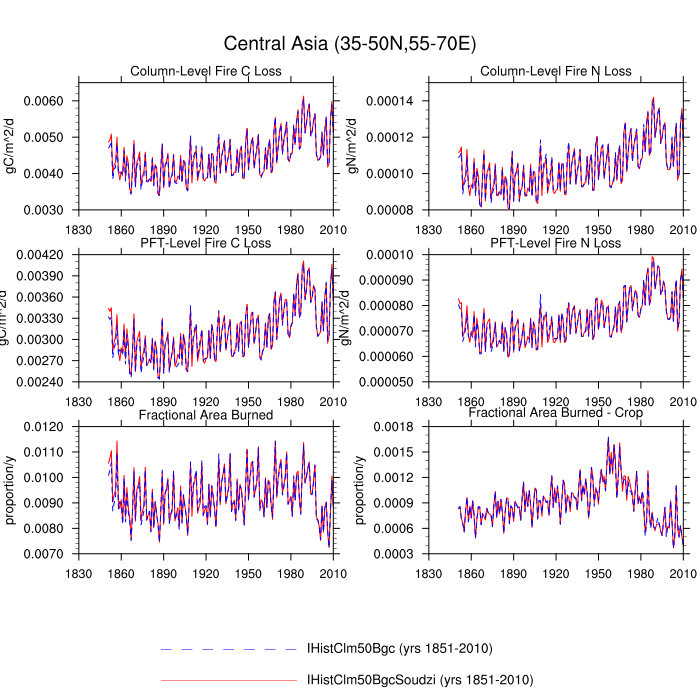 Central Asia (35-50N,55-70E)
Column-Level Fire C Loss
Column-Level Fire N Loss
gC/m^2/d
0.0060
0.0050
0.0040
0.0030
1830 1860 1890 1920 1950 1980 2010
gN/m^2/d
0.00014
0.00012
0.00010
0.00008
1830 1860 1890 1920 1950 1980 2010
PFT-Level Fire C Loss
PFT-Level Fire N Loss
gC/m^2/d
0.00420
0.00390
0.00360
0.00330
0.00300
0.00270
0.00240
1830 1860 1890 1920 1950 1980 2010
gN/m^2/d
0.000100
0.000090
0.000080
0.000070
0.000060
0.000050
1830 1860 1890 1920 1950 1980 2010
Fractional Area Burned
Fractional Area Burned - Crop
proportion/y
0.0120
0.0110
0.0100
0.0090
0.0080
0.0070
1830 1860 1890 1920 1950 1980 2010
proportion/y
0.0018
0.0015
0.0012
0.0009
0.0006
0.0003
1830 1860 1890 1920 1950 1980 2010
IHistClm50Bgc (yrs 1851-2010)
IHistClm50BgcSoudzi (yrs 1851-2010)